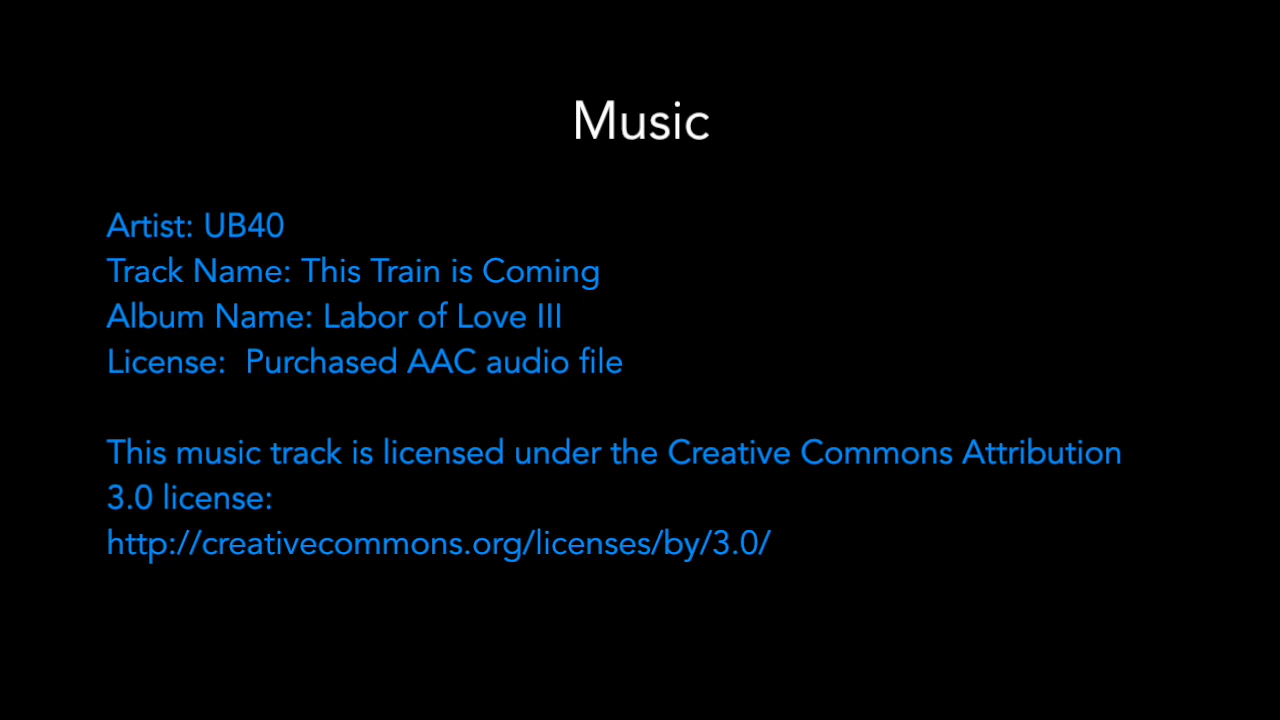 Music
Artist: UB40
Track Name: This Train is Coming
Album Name: Labor of Love III
License:  Purchased AAC audio file
This music track is licensed under the Creative Commons Attribution
3.0 license:
http://creativecommons.org/licenses/by/3.0/